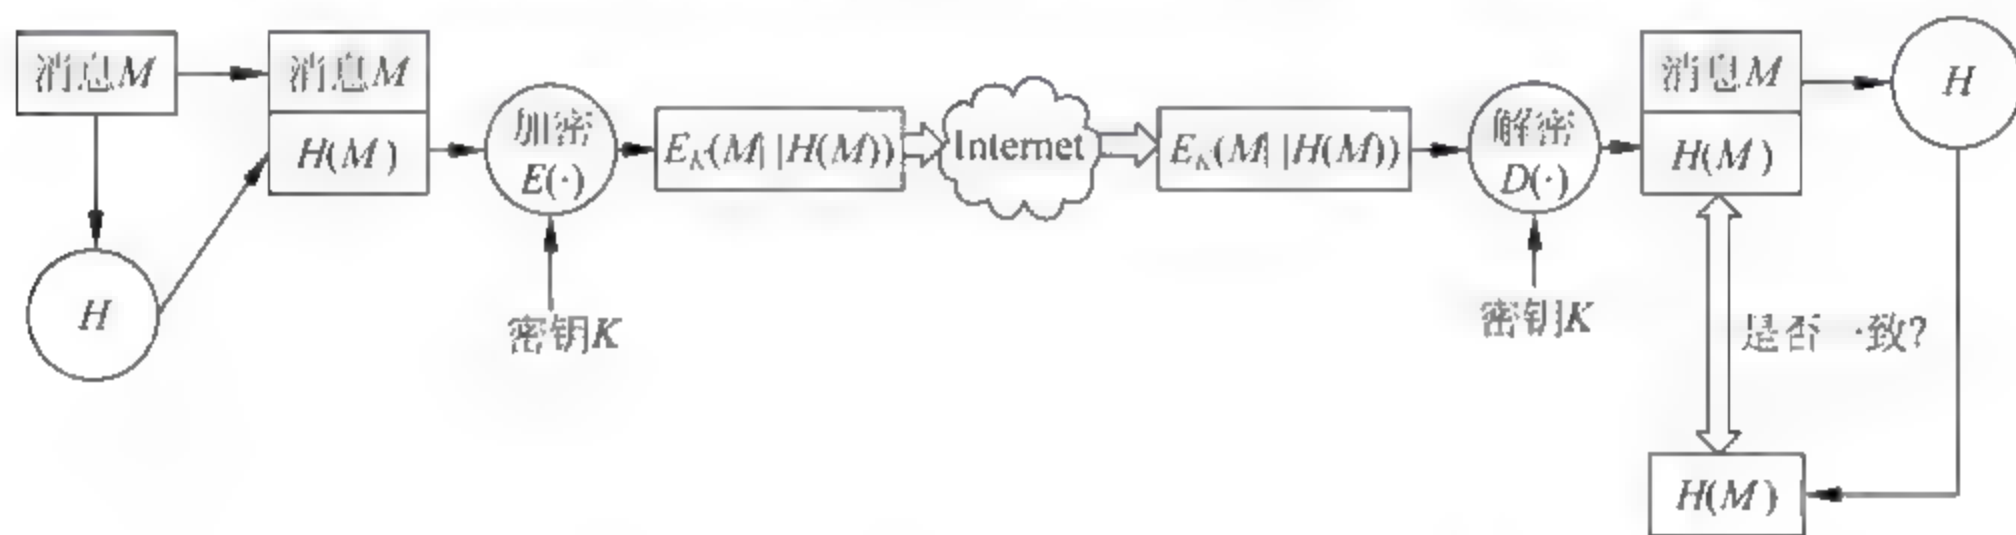 消息M
H
消息M
H(M)
加密
E(·)
密钥K
E_K(M||H(M))
Internet
E_K(M||H(M))
解密
D(·)
密钥K
消息M
H(M)
H
是否一致?
H(M)